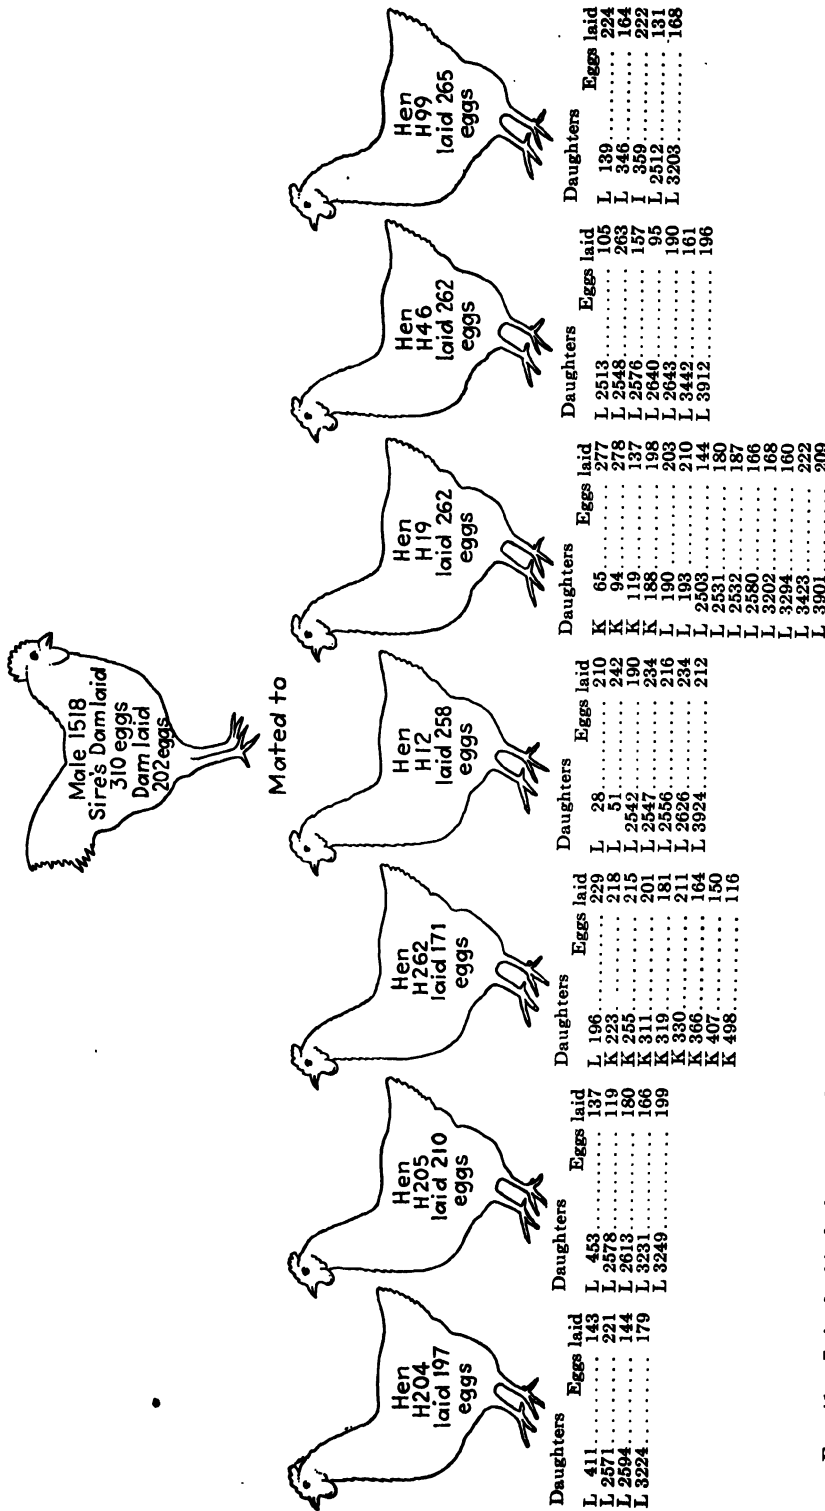 Male 1518
Sire's Dam laid
310 eggs
Dam laid
202 eggs
Mated to
Hen
H204
laid 197
eggs
Daughters Eggs laid
L 411 143
L 2571 221
L 2594 144
L 3224 179
Hen
H205
laid 210
eggs
Daughters Eggs laid
L 453 137
L 2578 119
L 2613 180
L 3231 166
L 3249 199
Hen
H262
laid 171
eggs
Daughters Eggs laid
L 196 229
K 223 218
K 255 215
K 311 201
K 319 181
K 330 211
K 366 164
K 407 150
K 498 116
Hen
H12
laid 258
eggs
Daughters Eggs laid
L 28 210
L 51 242
L 2542 190
L 2547 234
L 2556 216
L 2626 234
L 3924 212
Hen
H19
laid 262
eggs
Daughters Eggs laid
K 65 277
K 94 278
K 119 137
K 188 198
L 190 203
L 193 210
L 2503 144
L 2531 180
L 2532 187
L 2580 166
L 3202 168
L 3294 160
L 3423 222
L 3901 209
Hen
H46
laid 262
eggs
Daughters Eggs laid
L 2513 105
L 2548 263
L 2576 157
L 2640 95
L 2643 190
L 3442 161
L 3912 196
Hen
H99
laid 265
eggs
Daughters Eggs laid
L 139 224
L 346 164
I 359 222
L 2512 131
L 3203 168